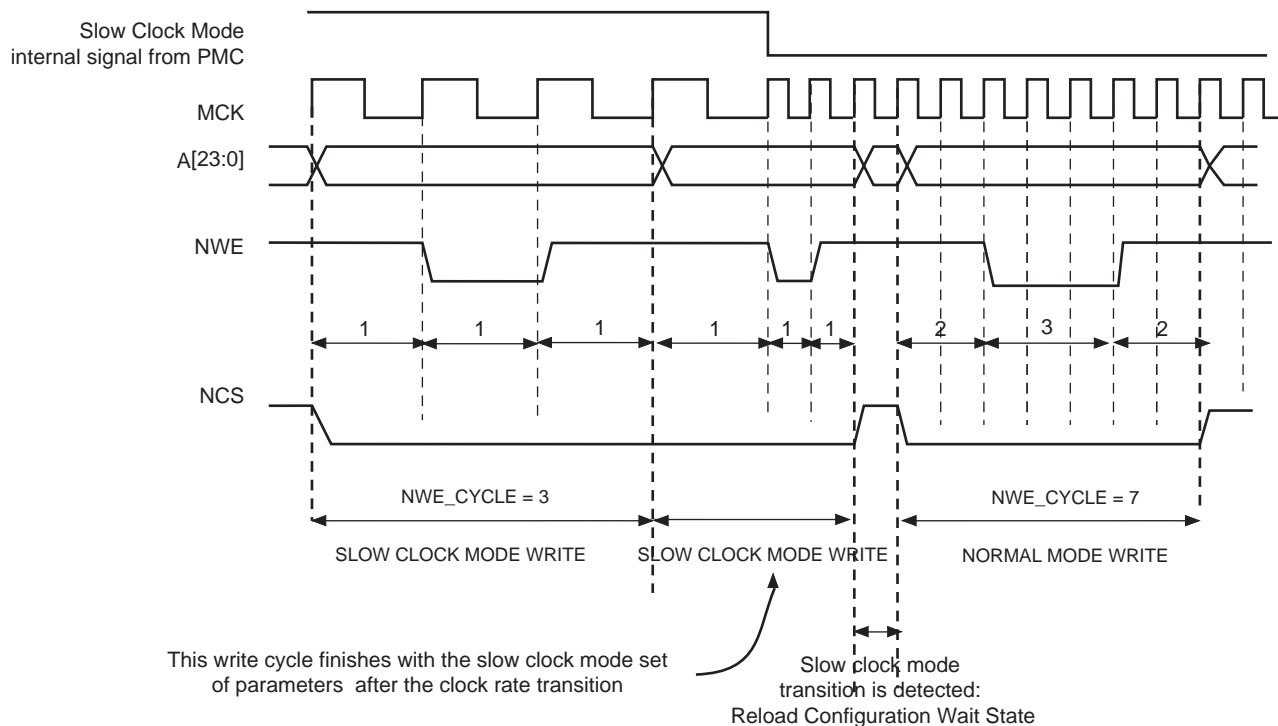 Slow Clock Mode
internal signal from PMC
MCK
A[23:0]
NWE
1 1 1 1 1 1 2 3 2
NCS
NWE_CYCLE = 3 NWE_CYCLE = 7
SLOW CLOCK MODE WRITE SLOW CLOCK MODE WRITE NORMAL MODE WRITE
This write cycle finishes with the slow clock mode set
of parameters after the clock rate transition
Slow clock mode
transition is detected:
Reload Configuration Wait State